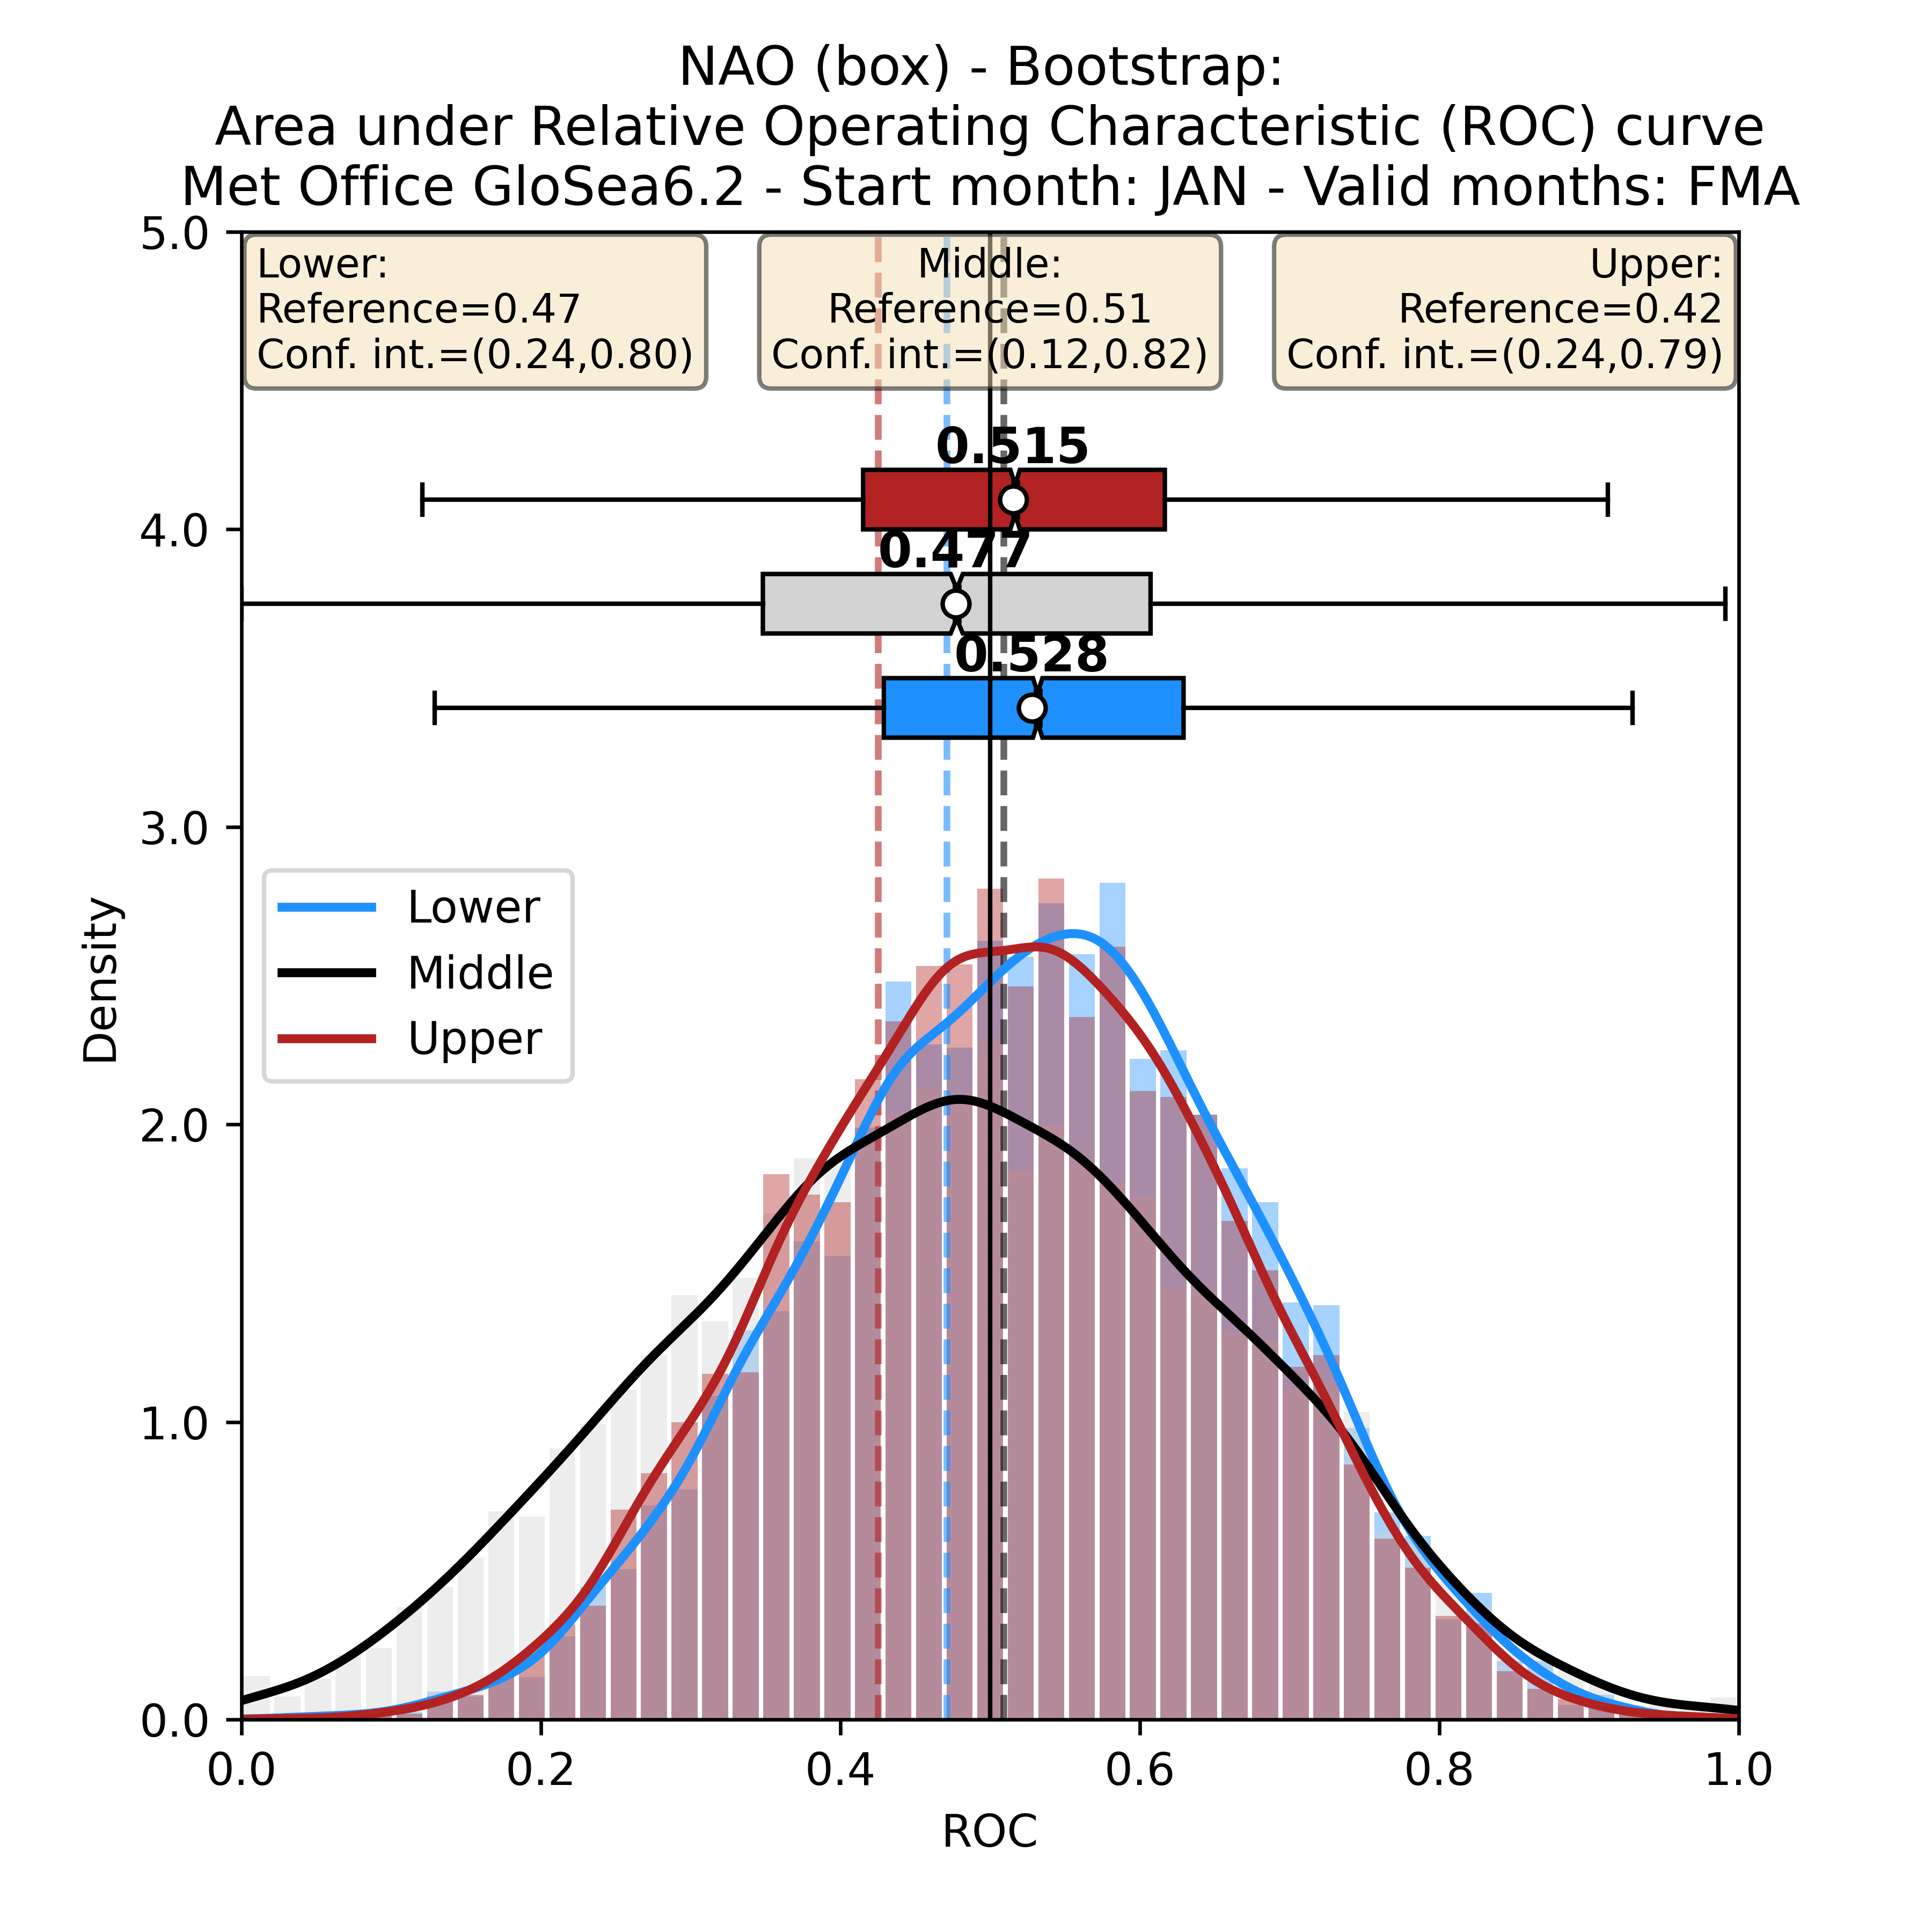 NAO (box) - Bootstrap:
Area under Relative Operating Characteristic (ROC) curve
Met Office GloSea6.2 - Start month: JAN - Valid months: FMA
Lower:
Reference=0.47
Conf. int.=(0.24,0.80)
Middle:
Reference=0.51
Conf. int.=(0.12,0.82)
Upper:
Reference=0.42
Conf. int.=(0.24,0.79)
0.515
0.477
0.528
Lower
Middle
Upper
Density
5.0
4.0
3.0
2.0
1.0
0.0
0.0 0.2 0.4 0.6 0.8 1.0
ROC